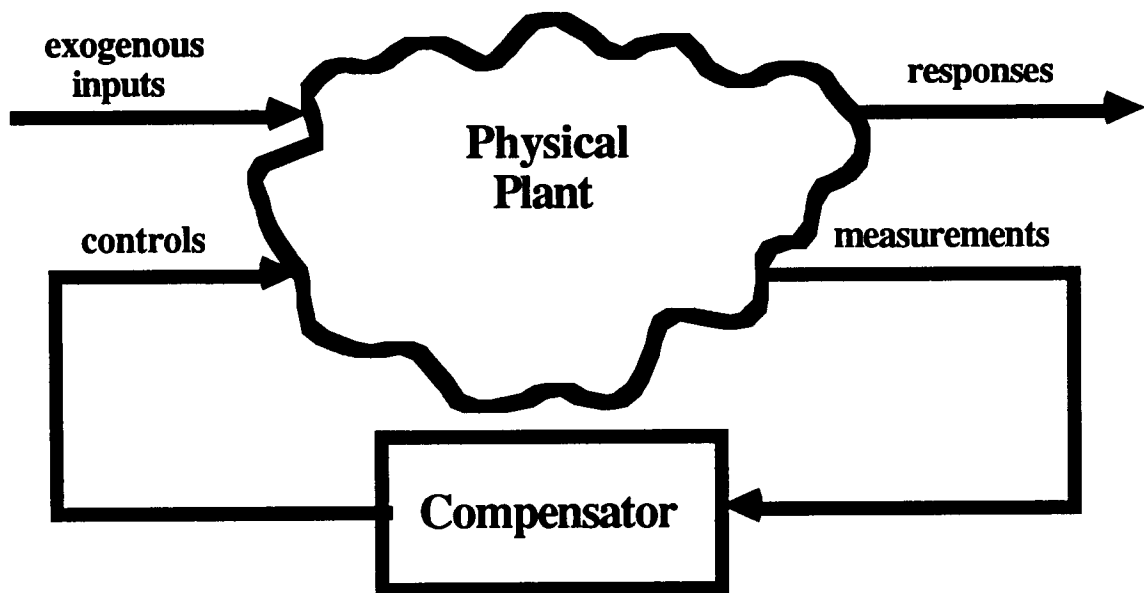 exogenous
inputs
responses
Physical
Plant
controls
measurements
Compensator